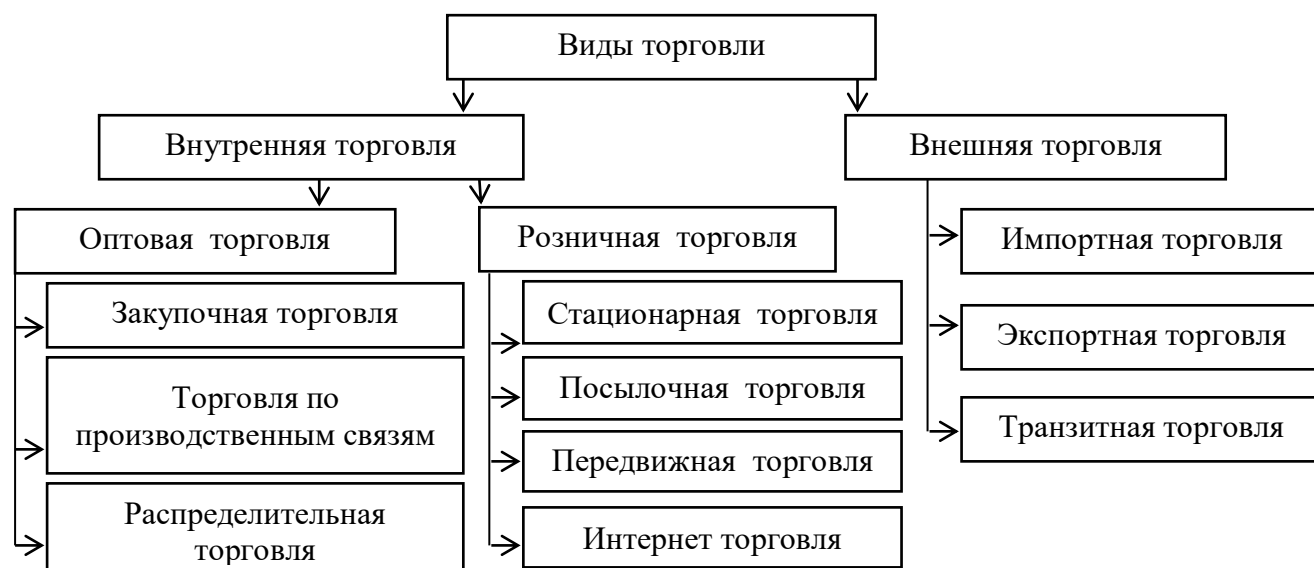 Виды торговли
Внутренняя торговля
Внешняя торговля
Оптовая торговля
Закупочная торговля
Торговля по
производственным связям
Распределительная
торговля
Розничная торговля
Стационарная торговля
Посылочная торговля
Передвижная торговля
Интернет торговля
Импортная торговля
Экспортная торговля
Транзитная торговля